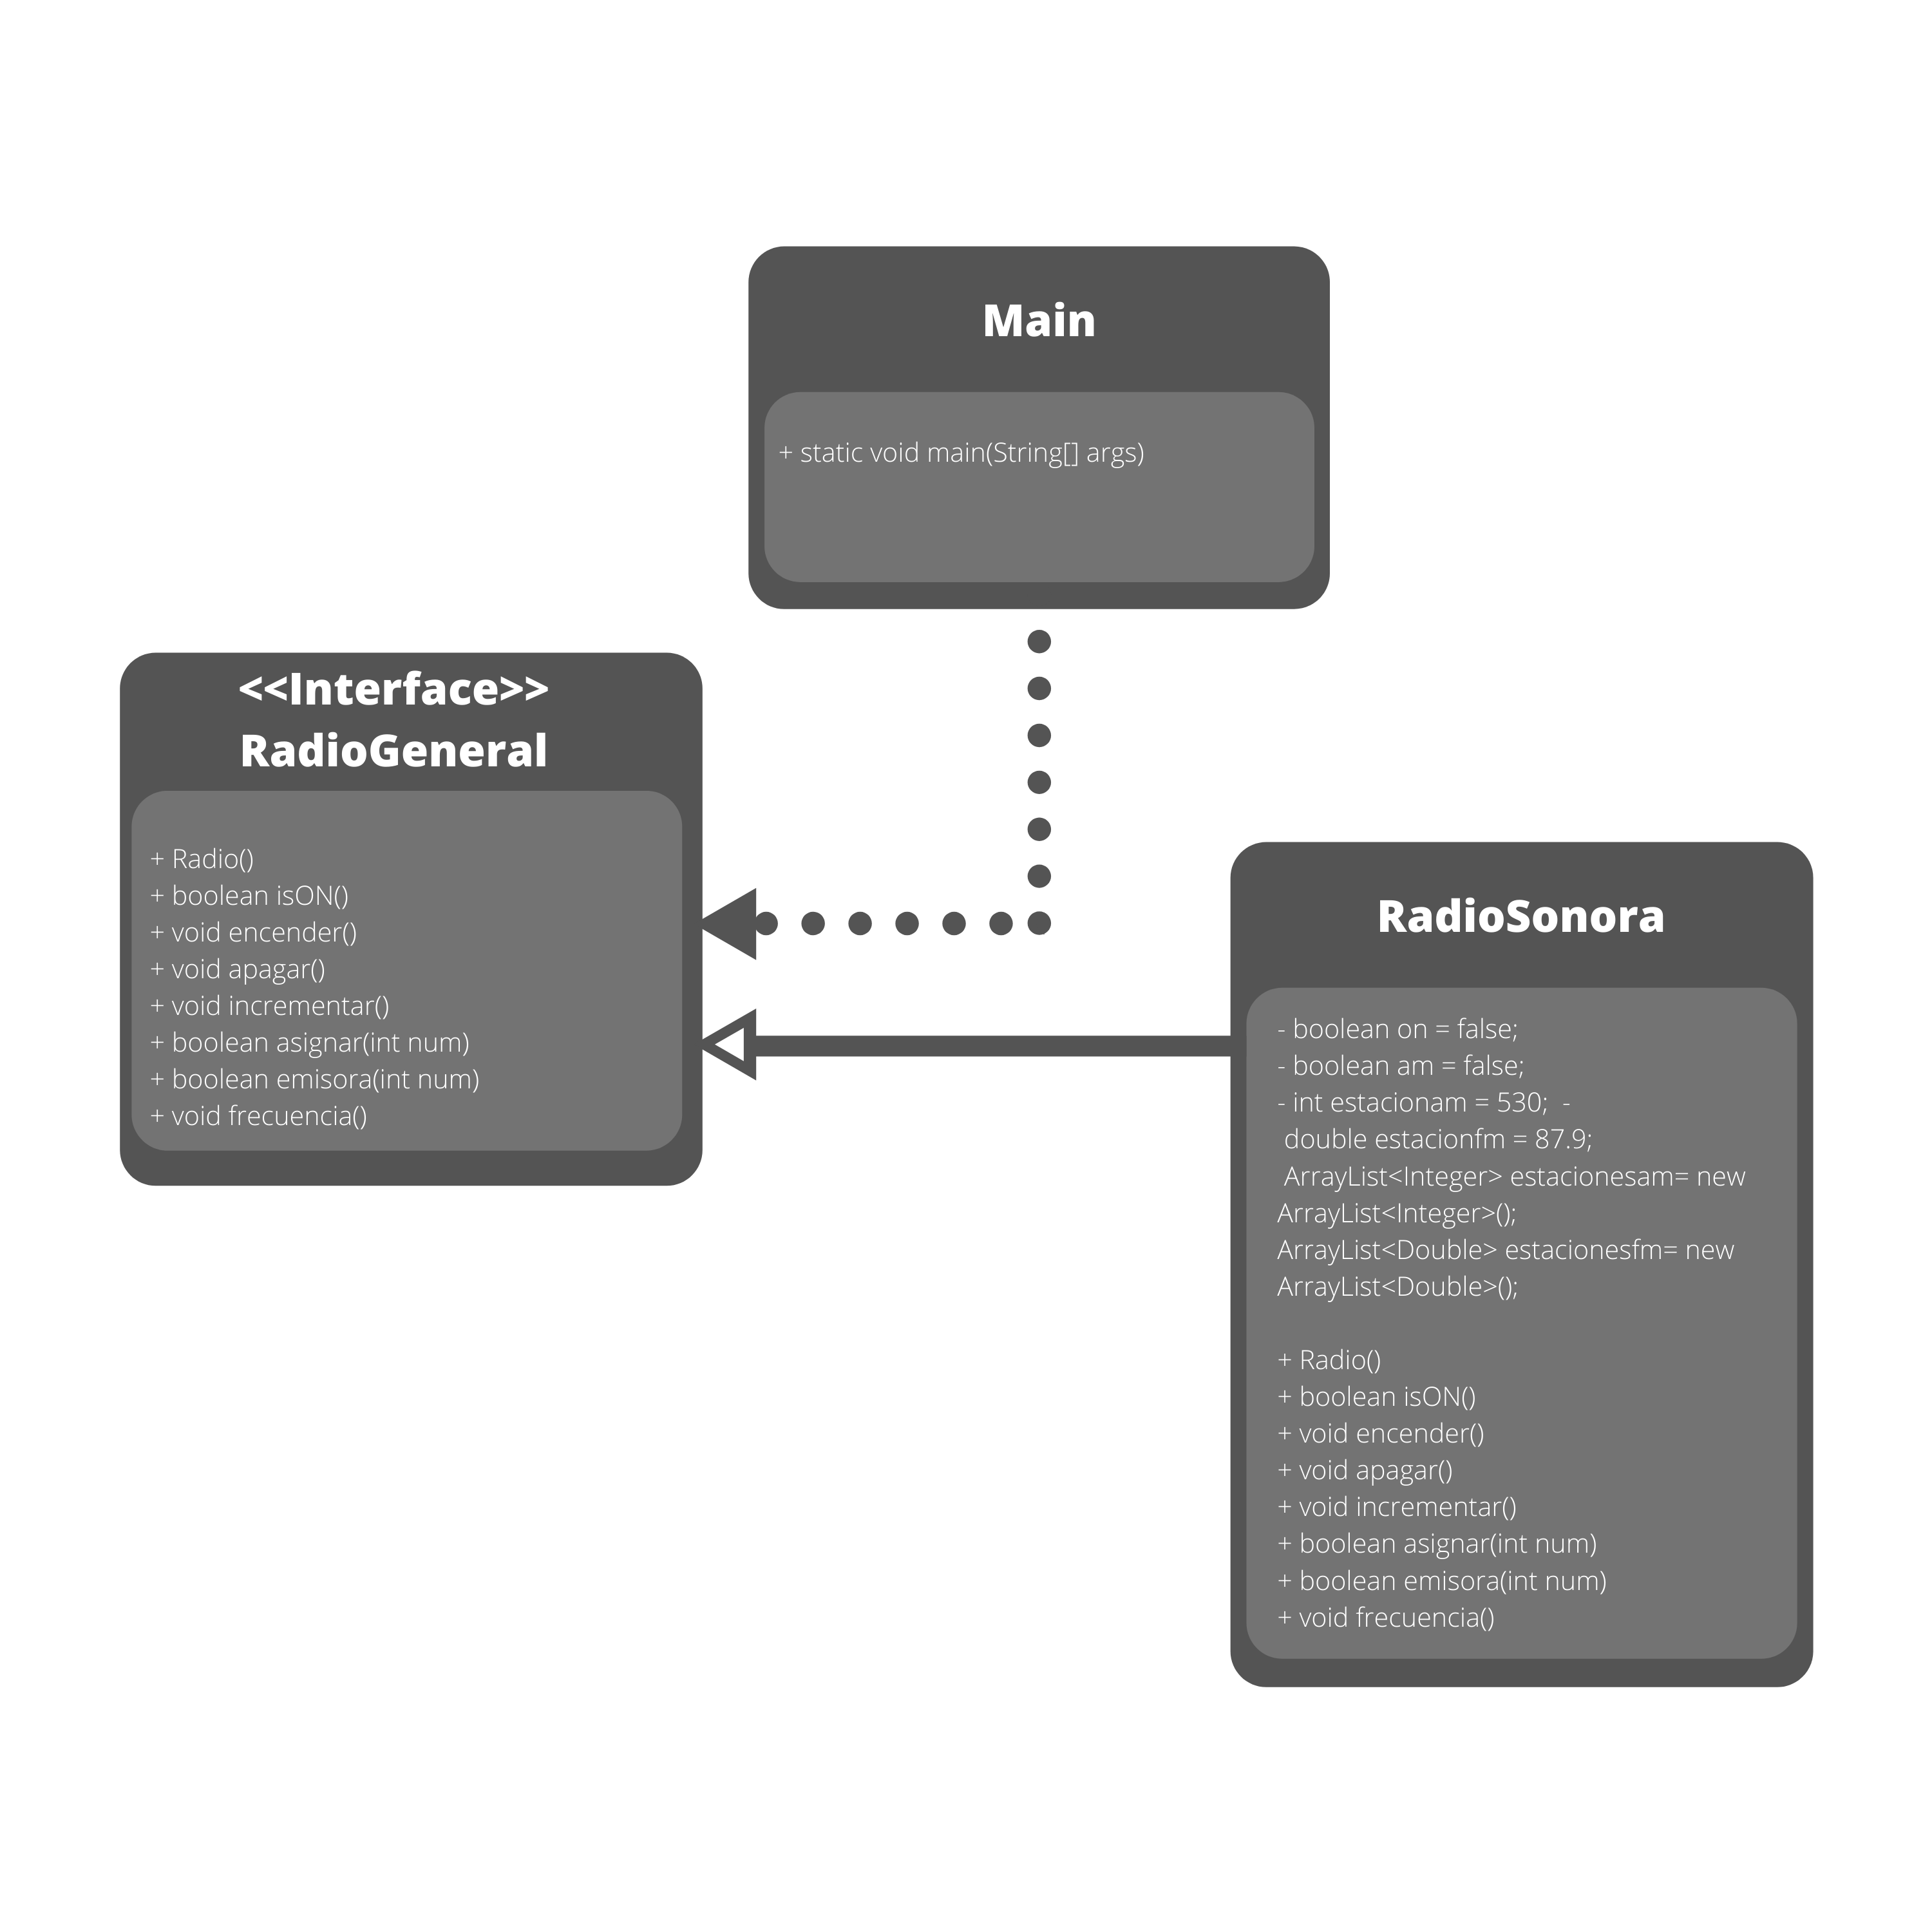 Main
+ static void main(String[] args)
<<Interface>>
RadioGeneral
+ Radio()
+ boolean isON()
+ void encender()
+ void apagar()
+ void incrementar()
+ boolean asignar(int num)
+ boolean emisora(int num)
+ void frecuencia()
RadioSonora
- boolean on = false;
- boolean am = false;
- int estacionam = 530;  -
double estacionfm = 87.9;
ArrayList<Integer> estacionesam= new
ArrayList<Integer>();
ArrayList<Double> estacionesfm= new
ArrayList<Double>();
+ Radio()
+ boolean isON()
+ void encender()
+ void apagar()
+ void incrementar()
+ boolean asignar(int num)
+ boolean emisora(int num)
+ void frecuencia()